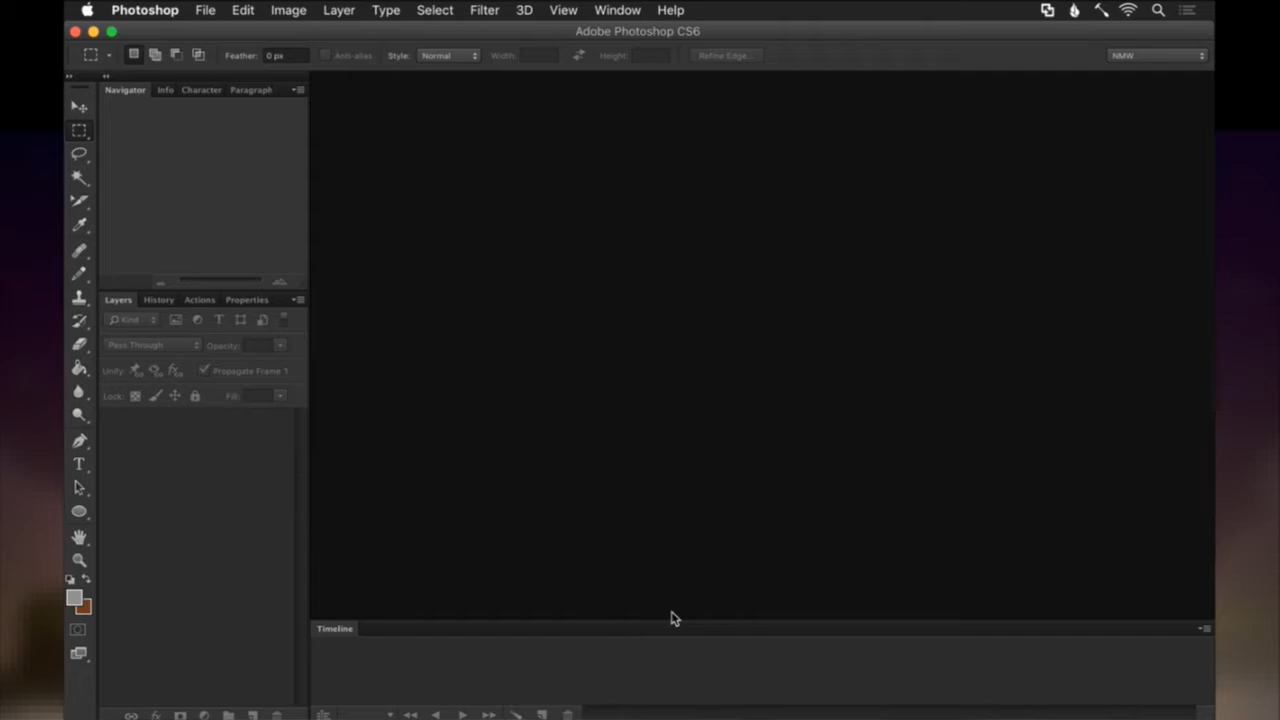 Photoshop File Edit Image Layer Type Select Filter 3D View Window Help
Adobe Photoshop CS6
Feather: 0 px Anti-alias Style: Normal Width: Height: Refine Edge... NMW
Navigator Info Character Paragraph
Layers History Actions Properties
Kind
Pass Through Opacity:
Unify: Propagate Frame 1
Lock: Fill:
Timeline